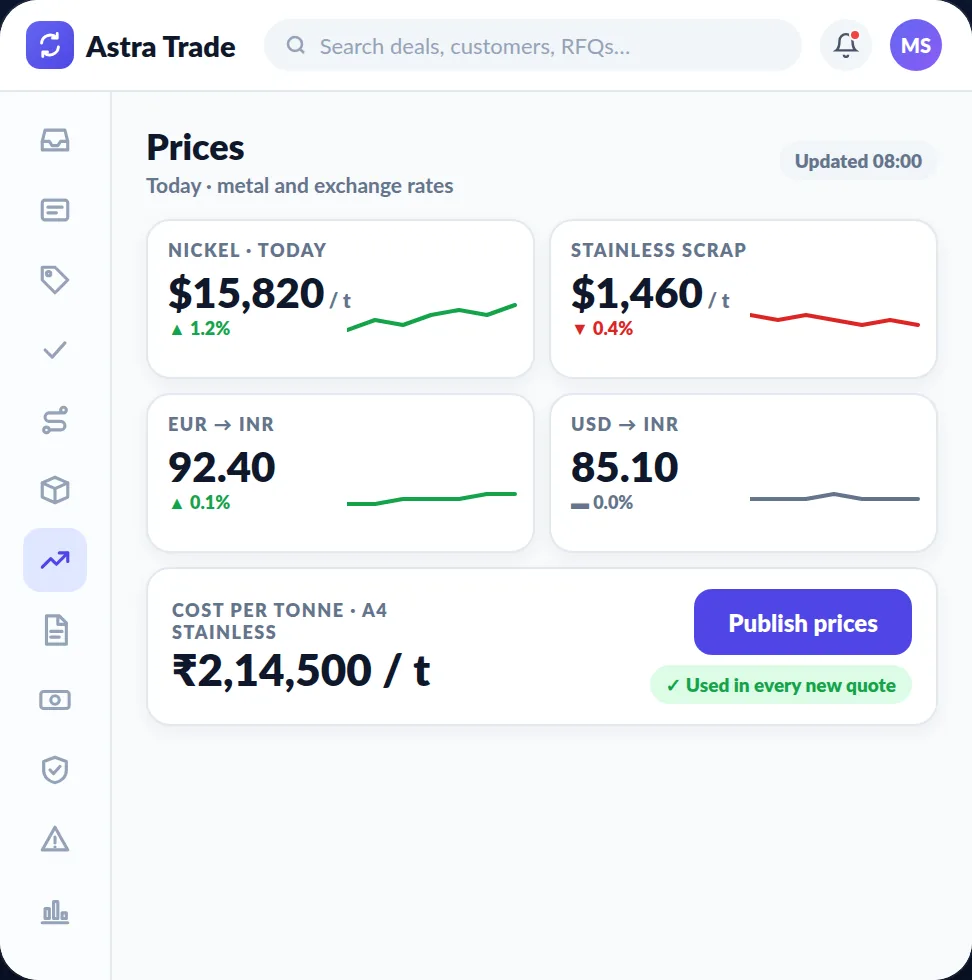 Astra Trade
Search deals, customers, RFQs...
MS
Prices
Today · metal and exchange rates
Updated 08:00
NICKEL · TODAY
$15,820 / t
▲ 1.2%
STAINLESS SCRAP
$1,460 / t
▼ 0.4%
EUR → INR
92.40
▲ 0.1%
USD → INR
85.10
▬ 0.0%
COST PER TONNE · A4
STAINLESS
₹2,14,500 / t
Publish prices
✓ Used in every new quote